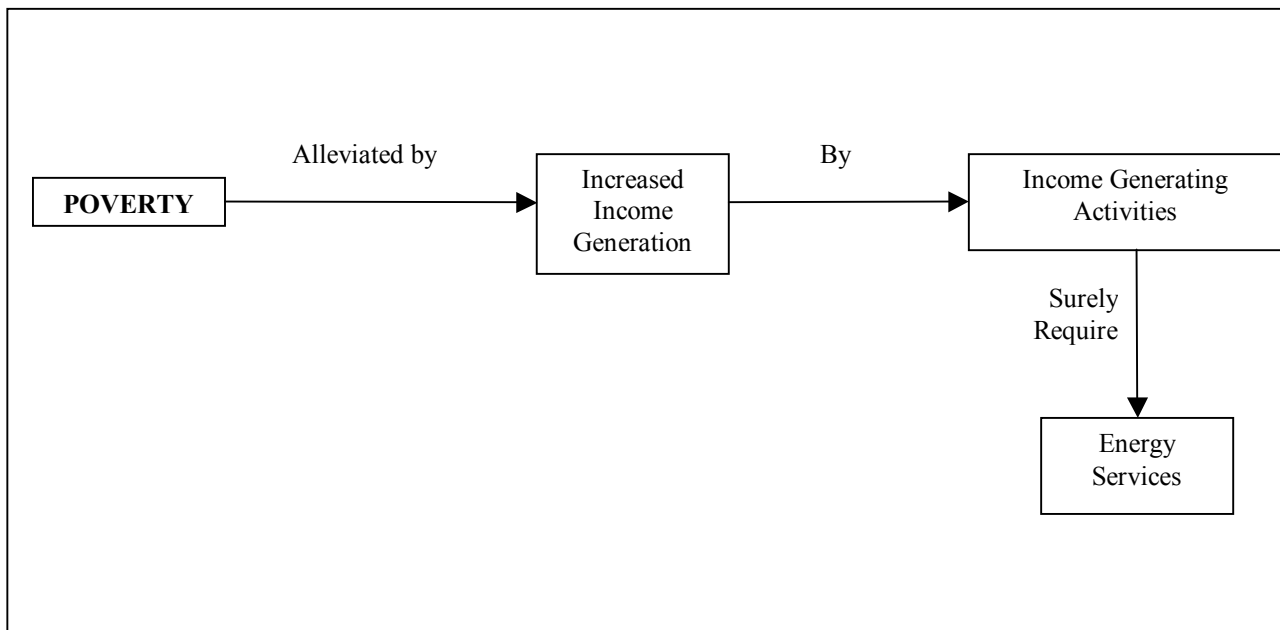 POVERTY
Alleviated by
Increased
Income
Generation
By
Income Generating
Activities
Surely
Require
Energy
Services